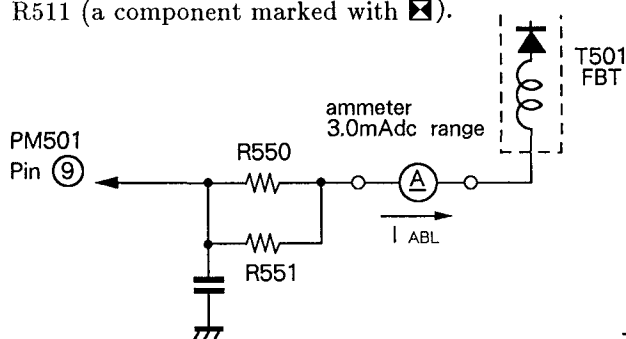 R511 (a component marked with ).
T501
FBT
ammeter
3.0mAdc range
PM501
Pin ⑨
R550
A
I ABL
R551